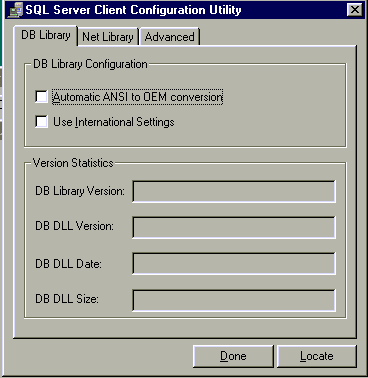 SQL Server Client Configuration Utility
DB Library Net Library Advanced
DB Library Configuration
Automatic ANSI to OEM conversion
Use International Settings
Version Statistics
DB Library Version:
DB DLL Version:
DB DLL Date:
DB DLL Size:
Done Locate